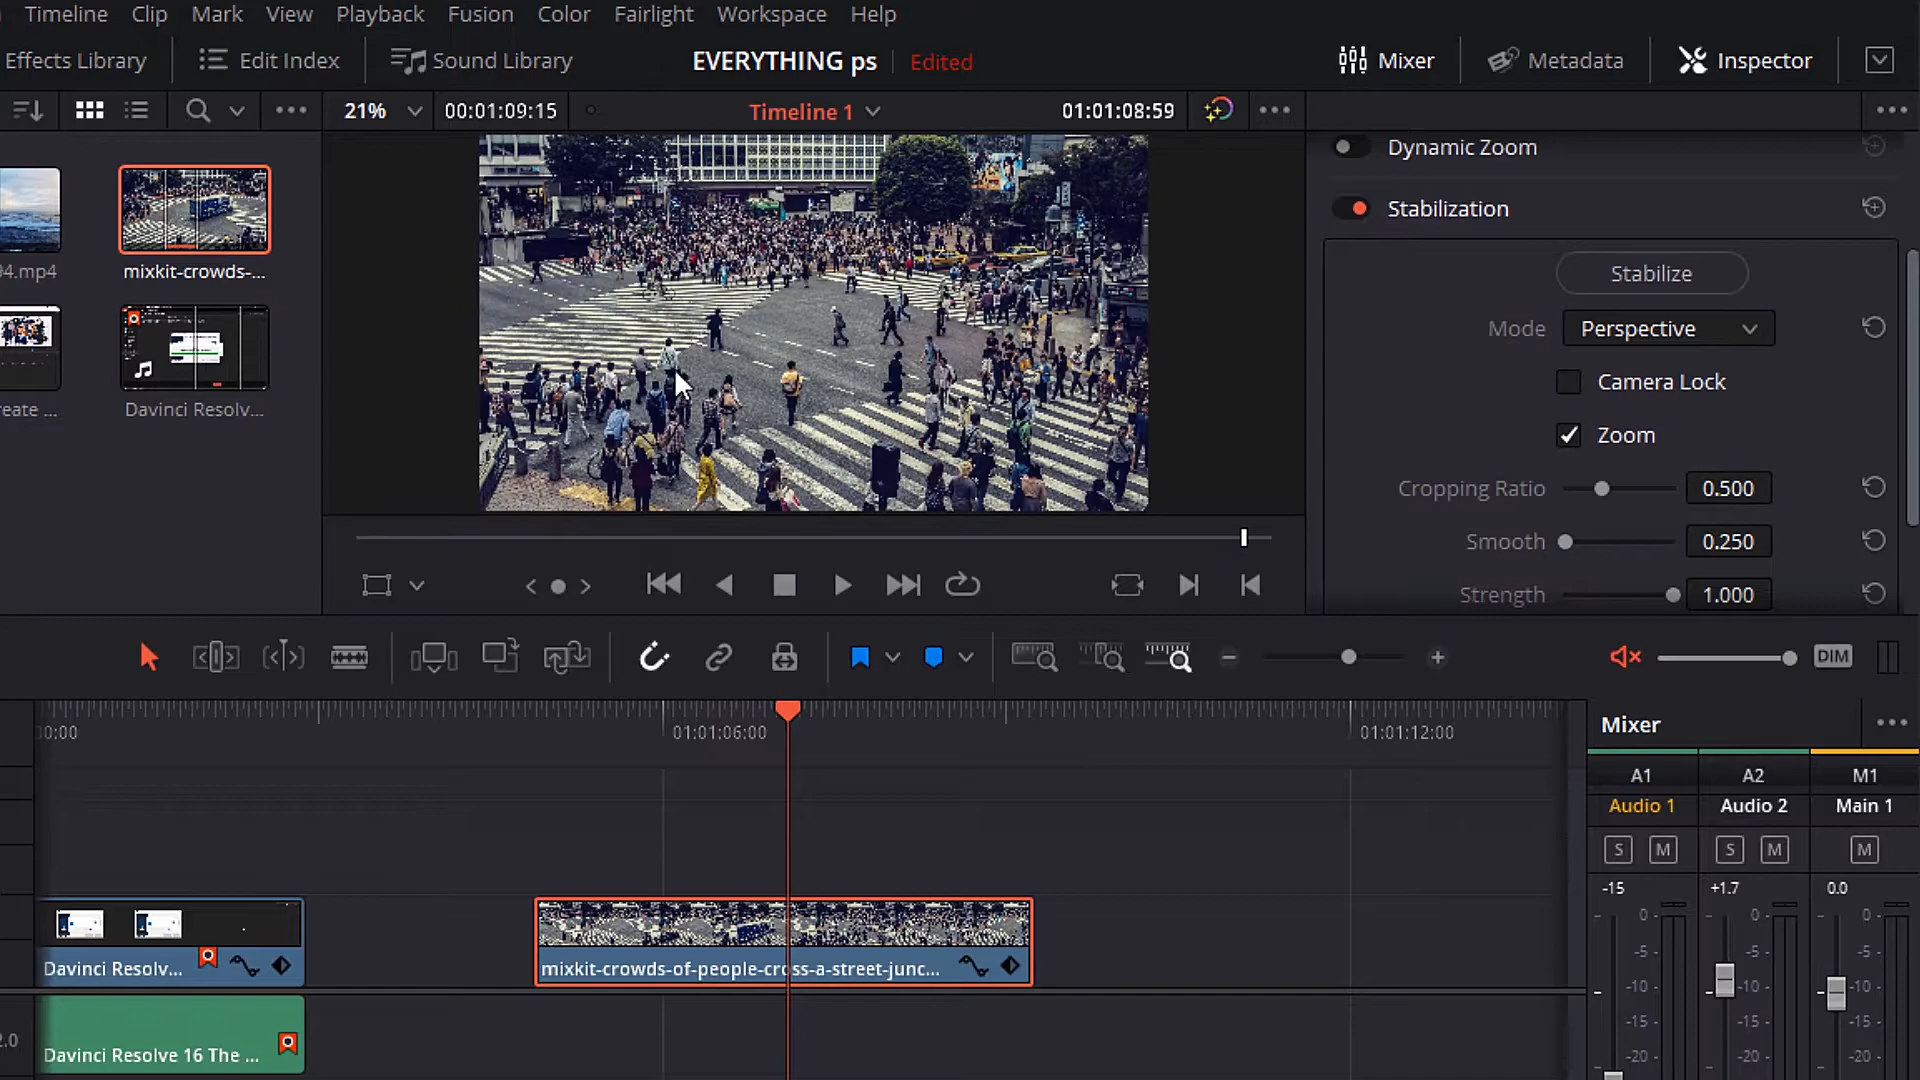 Timeline Clip Mark View Playback Fusion Color Fairlight Workspace Help
Effects Library Edit Index Sound Library EVERYTHING ps Edited Mixer Metadata Inspector
21% 00:01:09:15 Timeline 1 01:01:08:59
Dynamic Zoom
Stabilization
94.mp4 mixkit-crowds-...
Stabilize
Mode Perspective
Camera Lock
eate ... Davinci Resolv...
Zoom
Cropping Ratio 0.500
Smooth 0.250
Strength 1.000
DIM
00:00 01:01:06:00 01:01:12:00
Mixer
A1 A2 M1
Audio 1 Audio 2 Main 1
S M S M M
-15 +1.7 0.0
0- 0- 0-
-5 -5- -5-
-10- -10- -10-
-15- -15- -15-
-20- -20- -20-
Davinci Resolv... mixkit-crowds-of-people-cross-a-street-junc...
2.0
Davinci Resolve 16 The ...